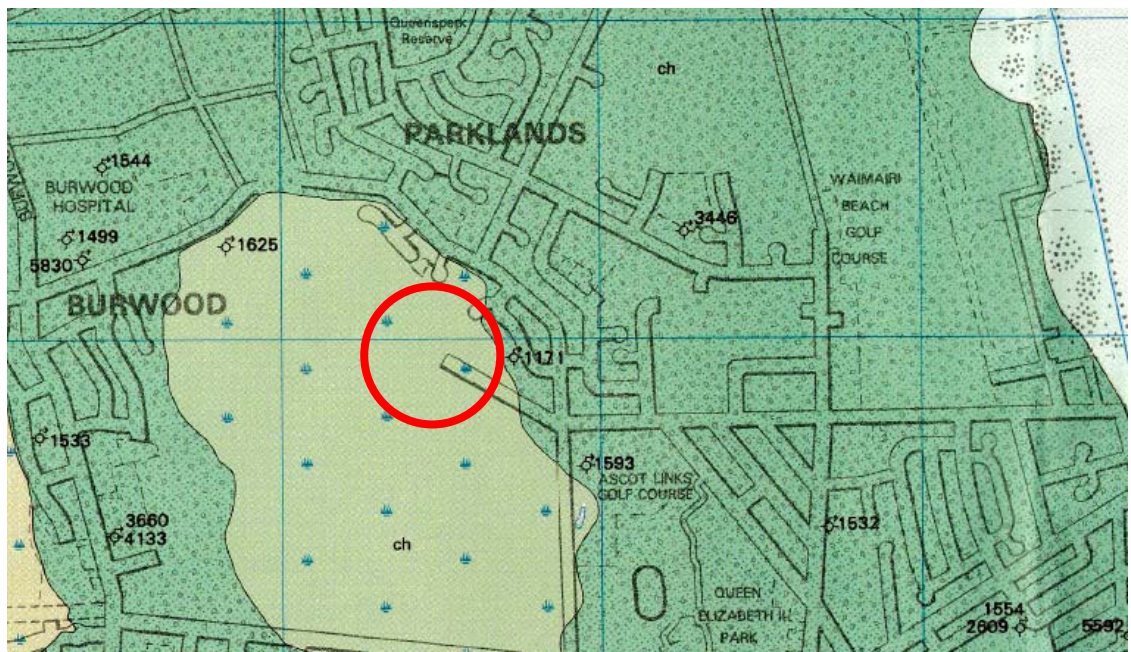 Queenspark
Reserve
ch
PARKLANDS
1544
BURWOOD
HOSPITAL
WAIMAIRI
BEACH
GOLF
COURSE
3446
1499
5830
1625
BURWOOD
1171
1533
1593
ASCOT LINKS
GOLF COURSE
3660
4133
ch
1532
QUEEN
ELIZABETH II
PARK
1554
2609
5592